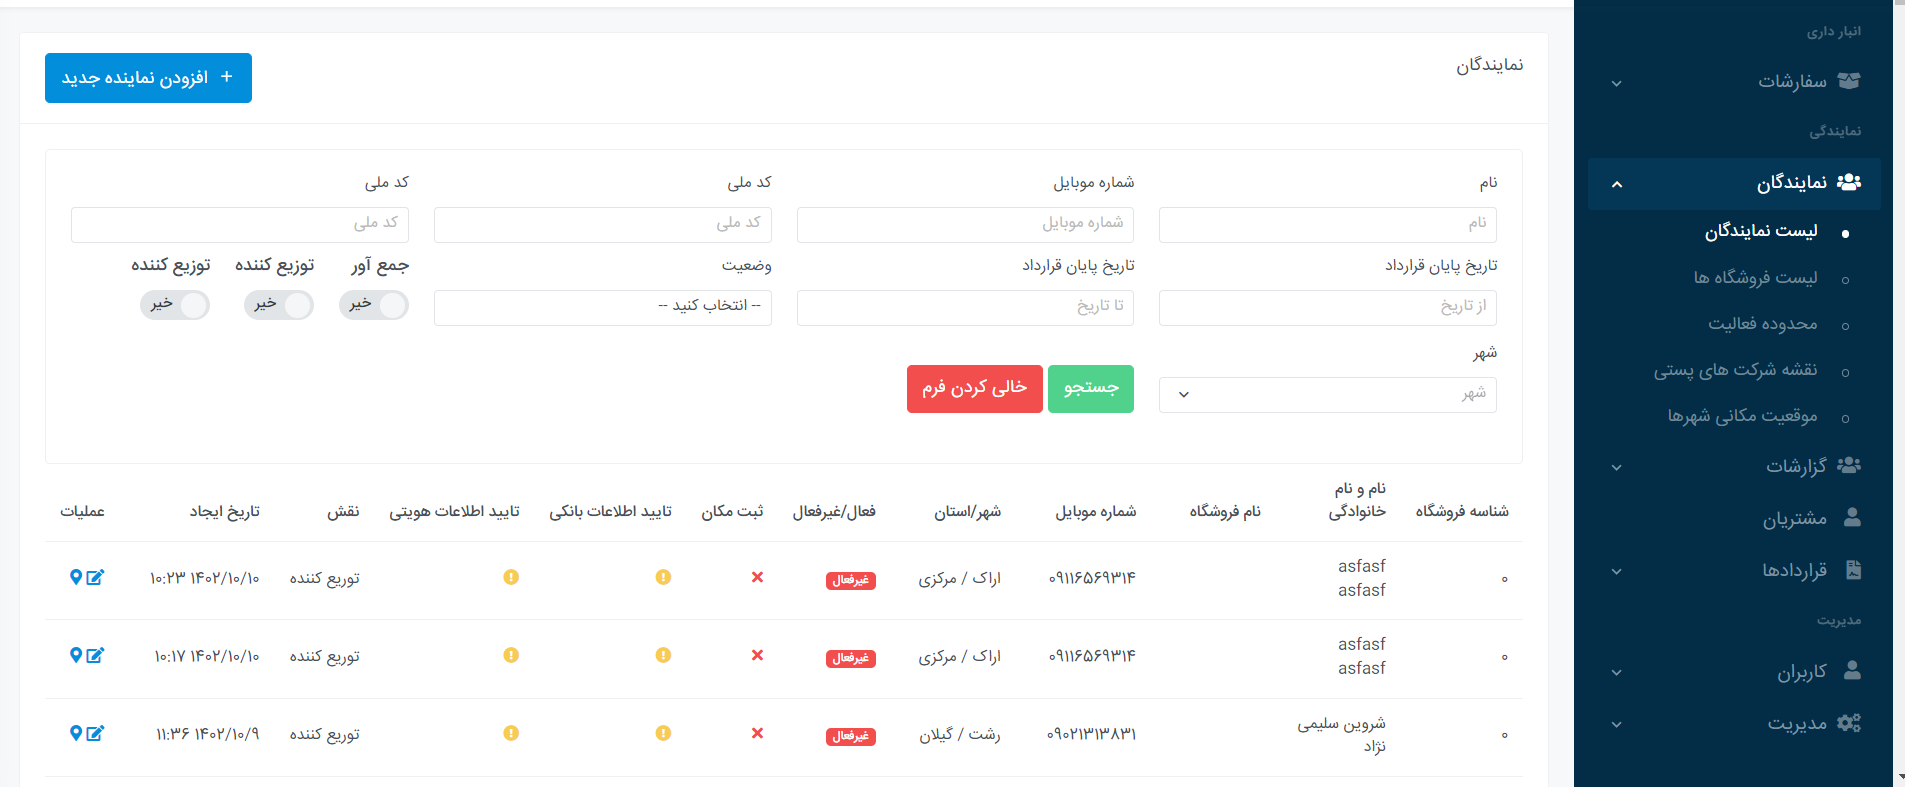 انبار داری
سفارشات
نمایندگی
نمایندگان
لیست نمایندگان
لیست فروشگاه ها
محدوده فعالیت
نقشه شرکت های پستی
موقعیت مکانی شهرها
گزارشات
مشتریان
قراردادها
مدیریت
کاربران
مدیریت
نمایندگان
+ افزودن نماینده جدید
نام شماره موبایل کد ملی کد ملی
نام شماره موبایل کد ملی کد ملی
تاریخ پایان قرارداد تاریخ پایان قرارداد وضعیت جمع آور توزیع کننده توزیع کننده
از تاریخ تا تاریخ -- انتخاب کنید -- خیر خیر خیر
شهر
شهر جستجو خالی کردن فرم
شناسه فروشگاه نام و نام خانوادگی نام فروشگاه شماره موبایل شهر/استان فعال/غیرفعال ثبت مکان تایید اطلاعات بانکی تایید اطلاعات هویتی نقش تاریخ ایجاد عملیات
۰ asfasf asfasf ۰۹۱۱۶۵۶۹۳۱۴ اراک / مرکزی غیرفعال توریع کننده ۱۴۰۲/۱۰/۱۰ ۱۰:۲۳
۰ asfasf asfasf ۰۹۱۱۶۵۶۹۳۱۴ اراک / مرکزی غیرفعال توریع کننده ۱۴۰۲/۱۰/۱۰ ۱۰:۱۷
۰ شروین سلیمی نژاد ۰۹۰۲۱۳۱۳۸۳۱ رشت / گیلان غیرفعال توریع کننده ۱۴۰۲/۱۰/۹ ۱۱:۳۶